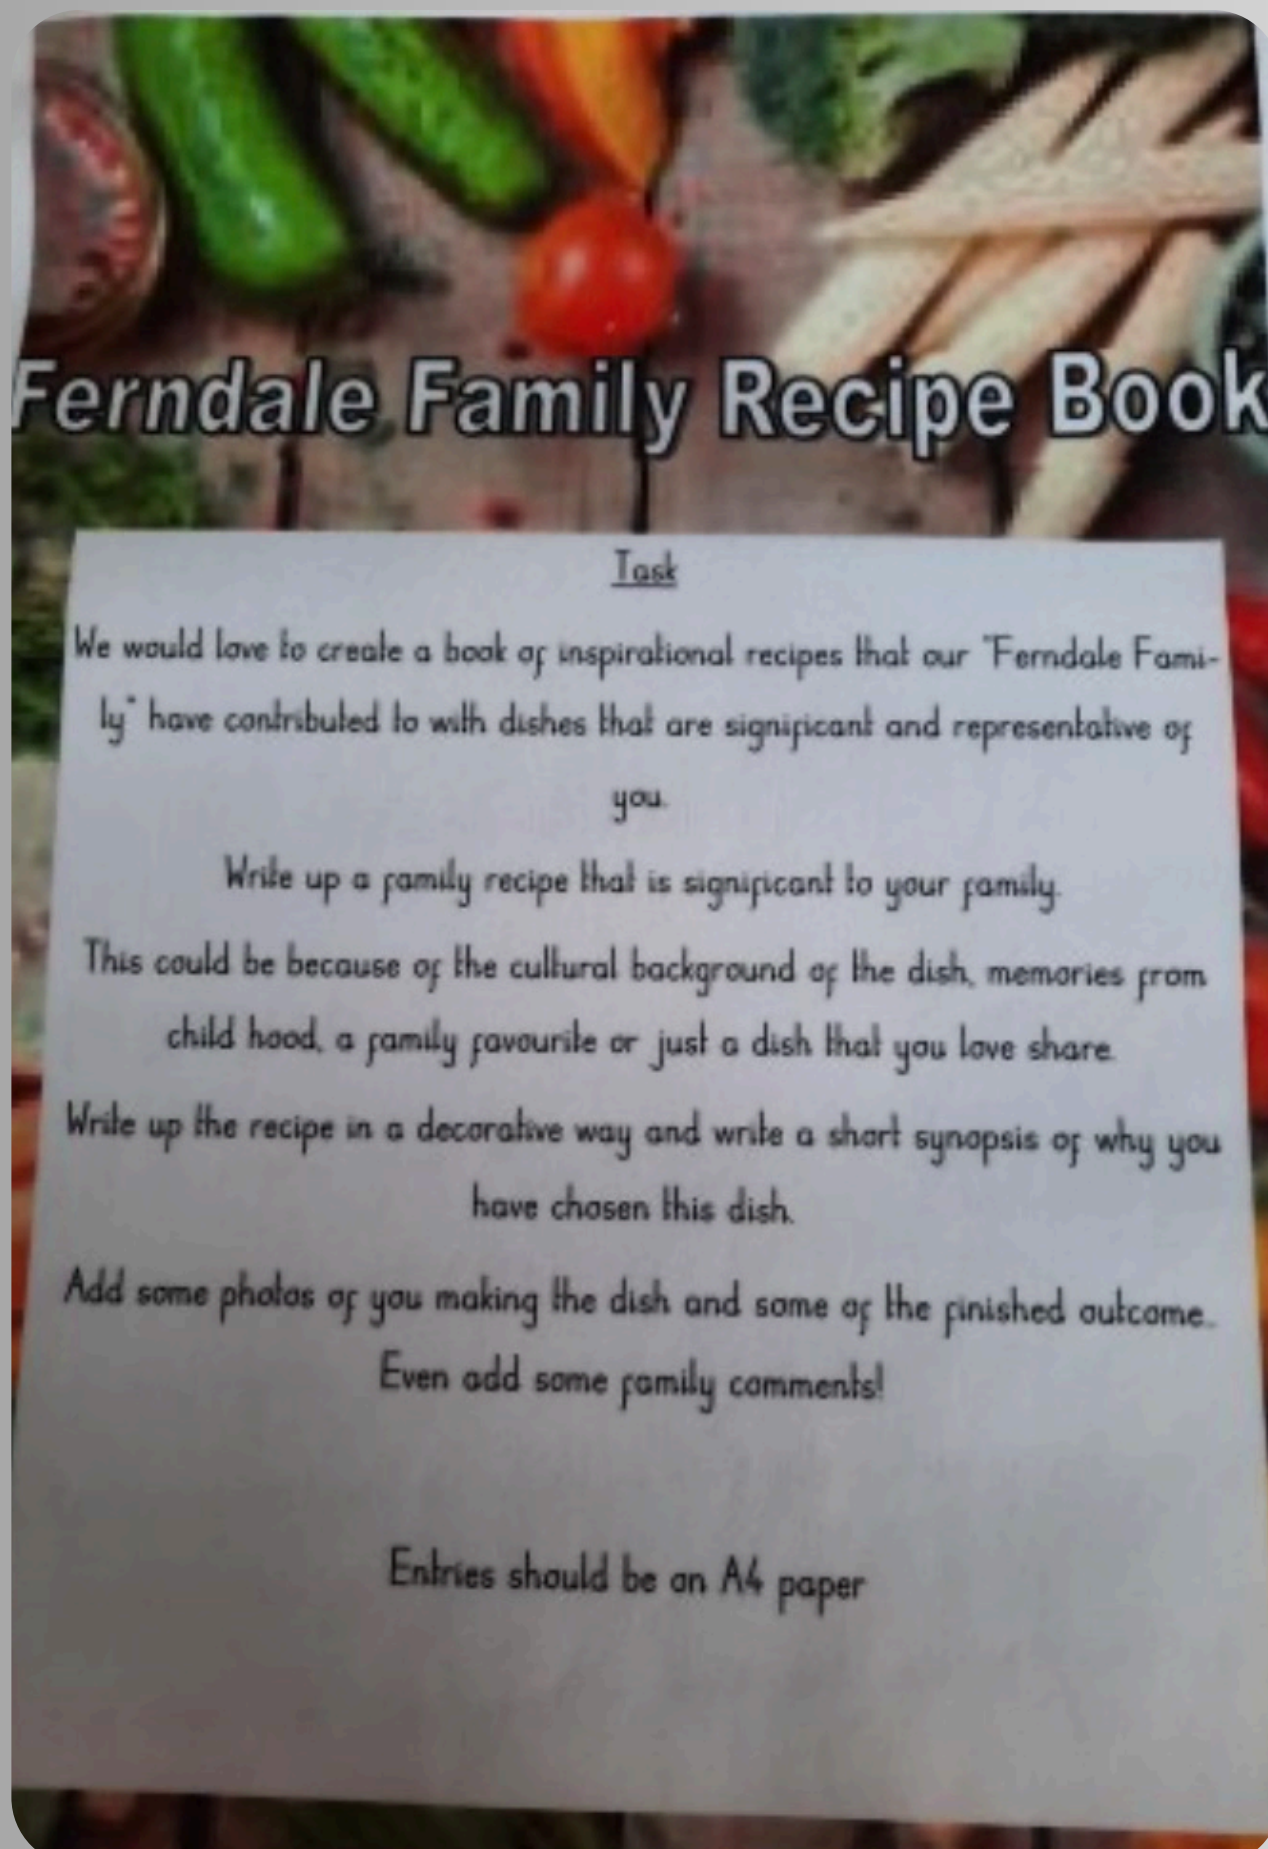 Ferndale Family Recipe Book
Task
We would love to create a book of inspirational recipes that our "Ferndale Fami-
ly" have contributed to with dishes that are significant and representative of
you.
Write up a family recipe that is significant to your family.
This could be because of the cultural background of the dish, memories from
child hood, a family favourite or just a dish that you love share.
Write up the recipe in a decorative way and write a short synopsis of why you
have chosen this dish.
Add some photos of you making the dish and some of the finished outcome..
Even add some family comments!
Entries should be on A4 paper